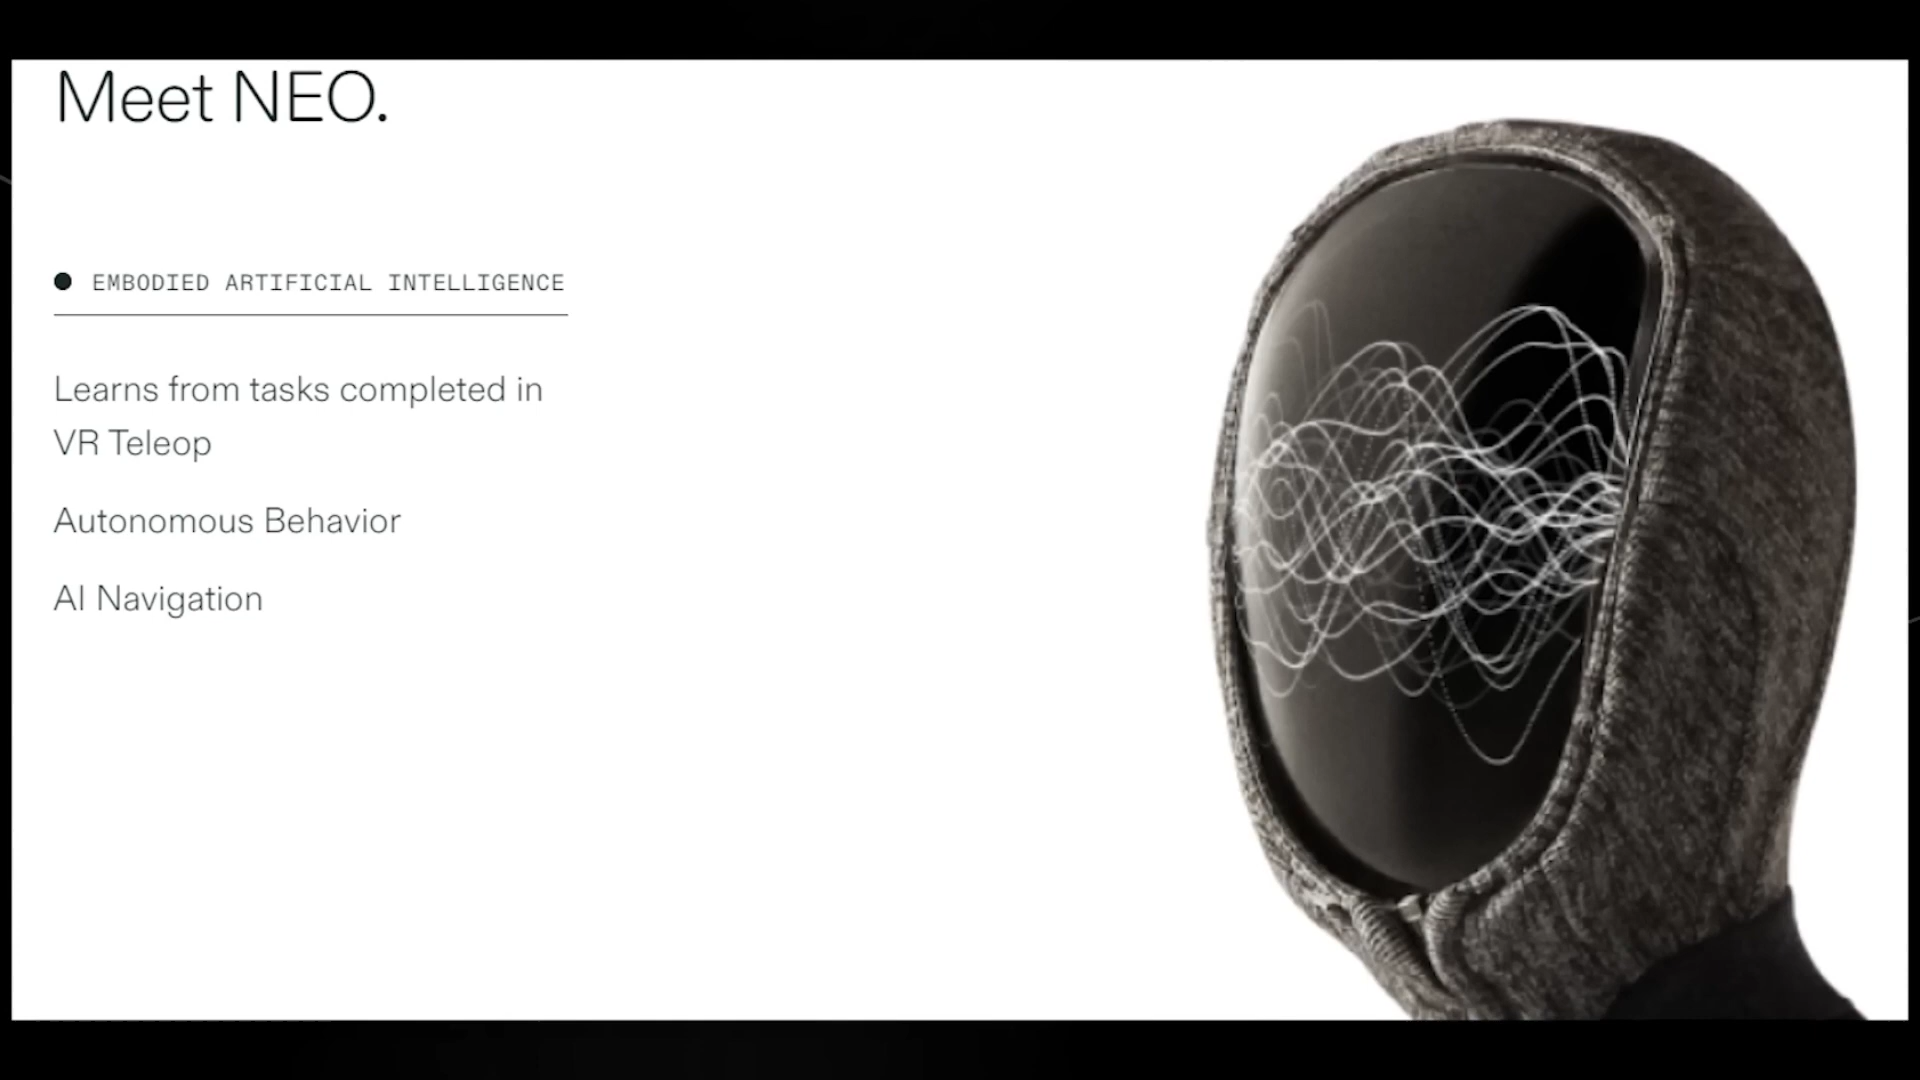 Meet NEO.
EMBODIED ARTIFICIAL INTELLIGENCE
Learns from tasks completed in
VR Teleop
Autonomous Behavior
AI Navigation